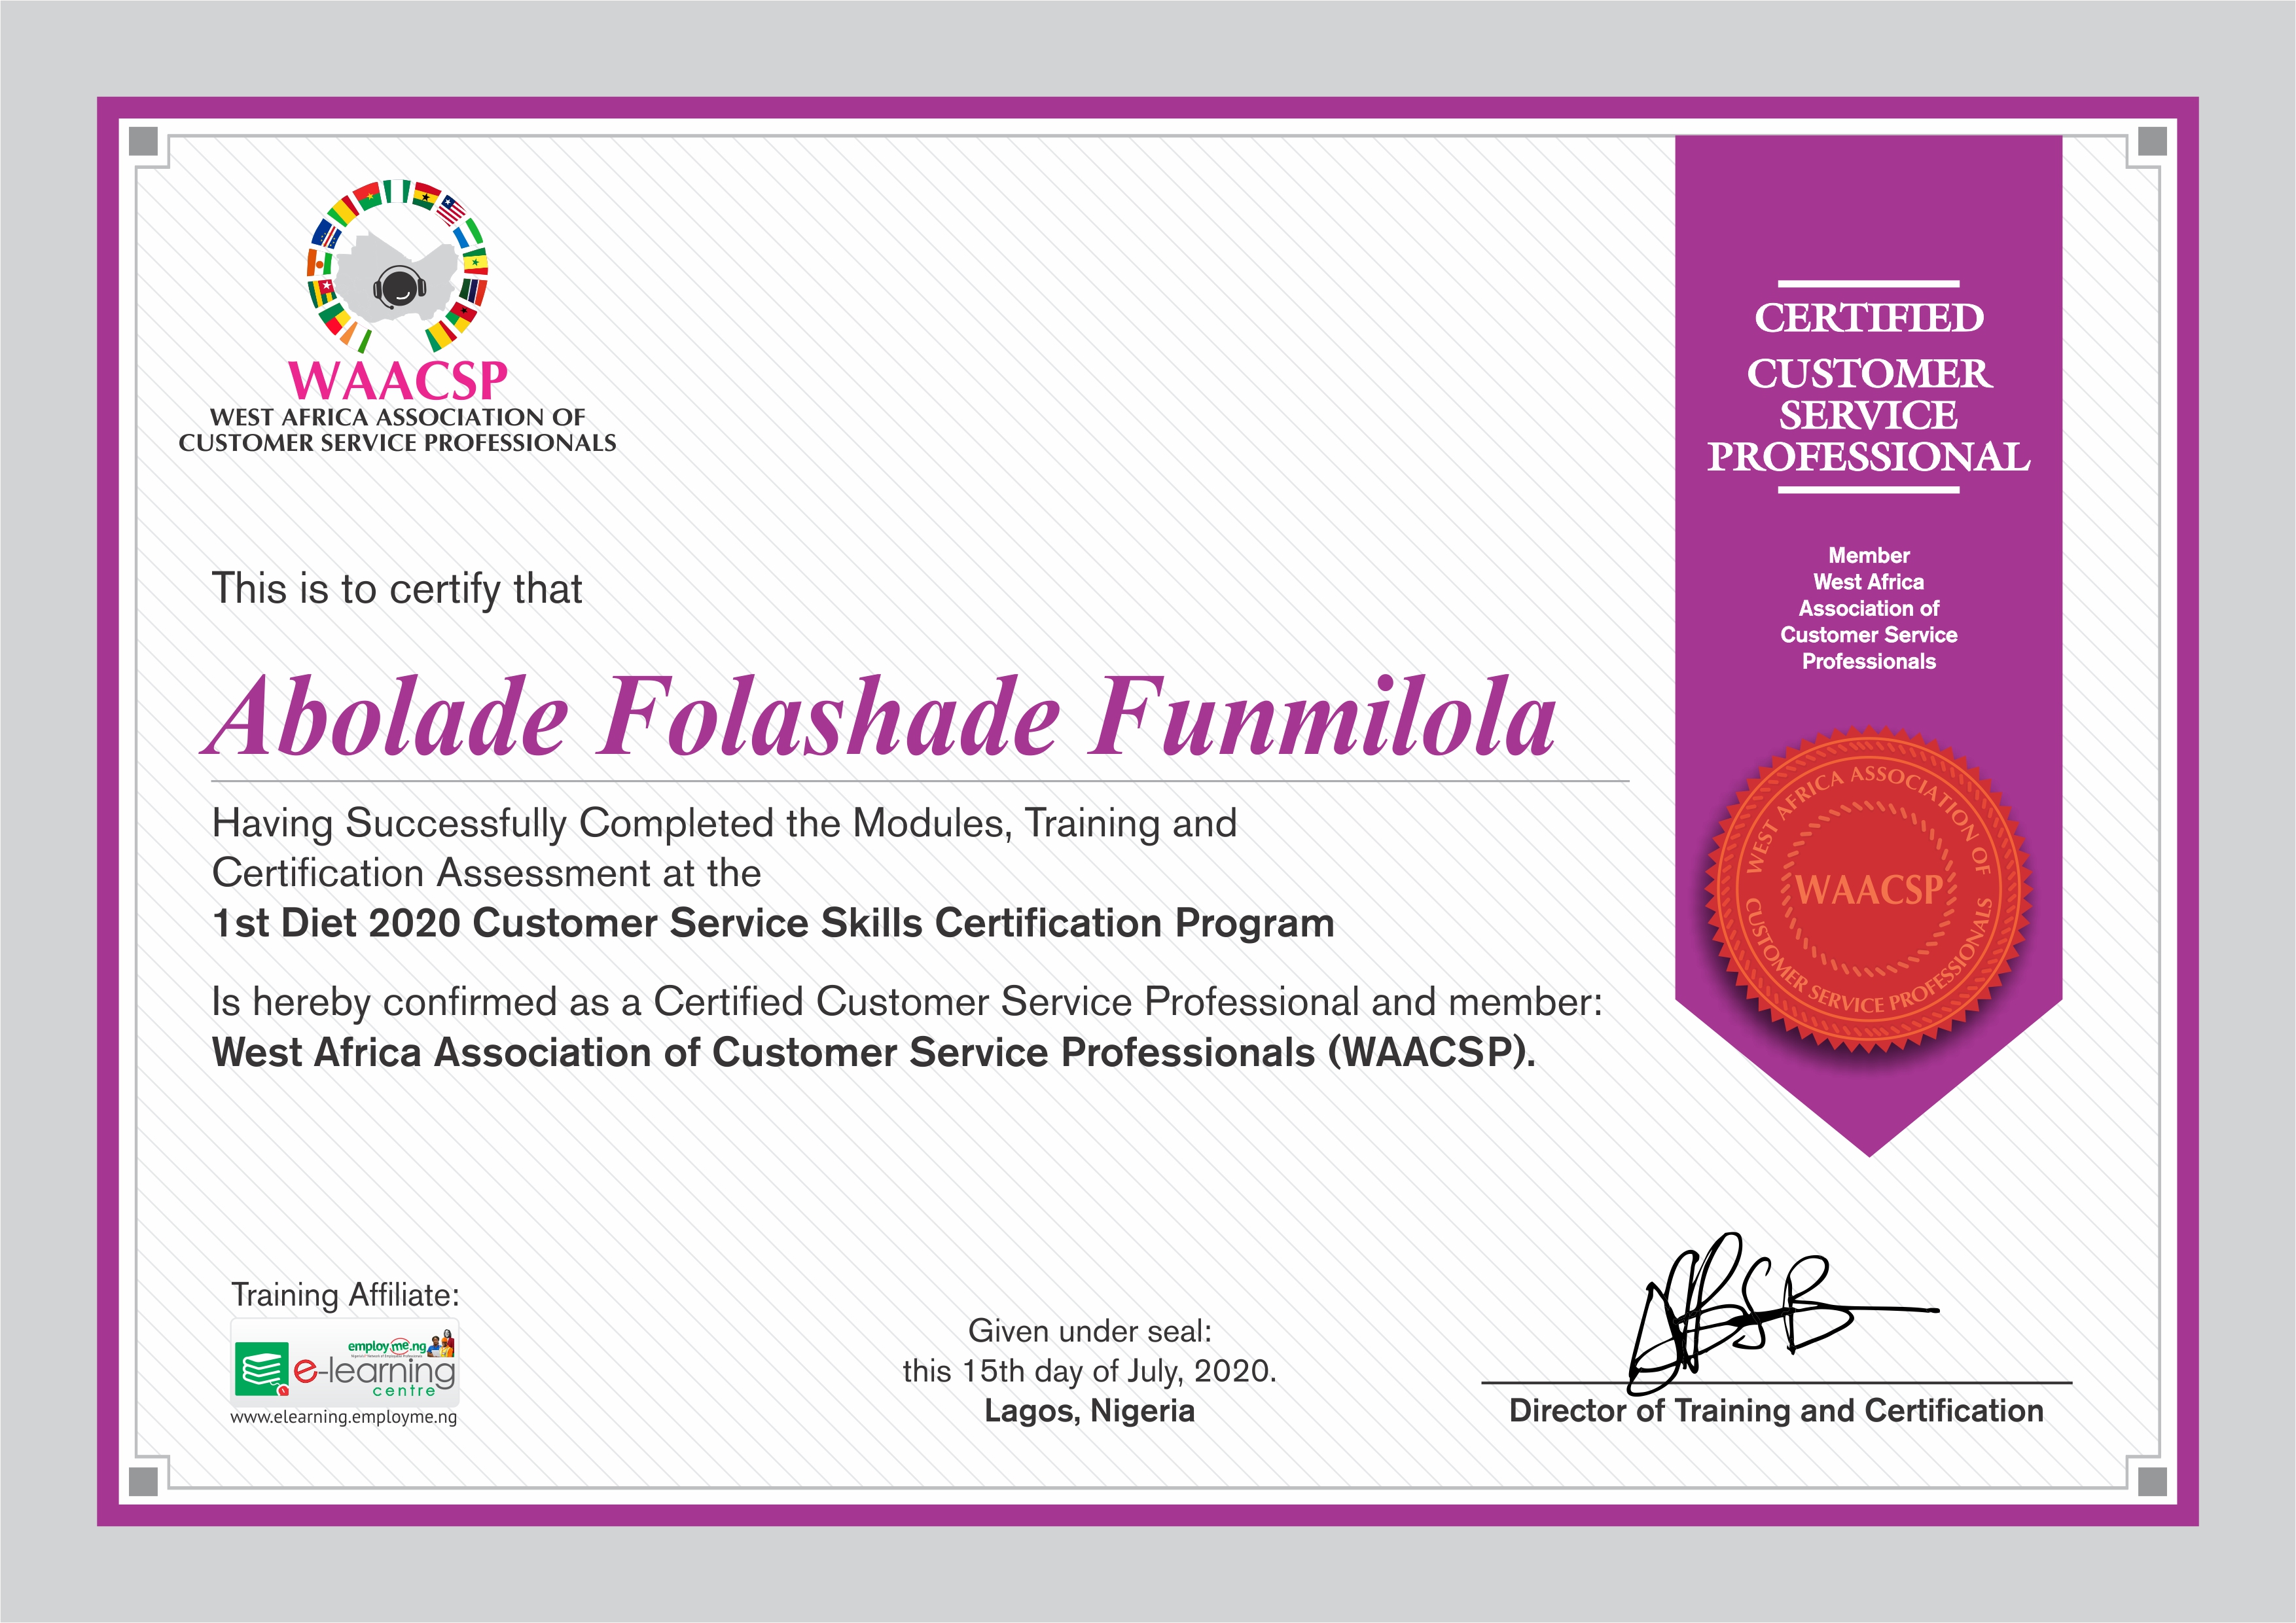 WAACSP
WEST AFRICA ASSOCIATION OF
CUSTOMER SERVICE PROFESSIONALS
CERTIFIED
CUSTOMER
SERVICE
PROFESSIONAL
Member
West Africa
Association of
Customer Service
Professionals
This is to certify that
Abolade Folashade Funmilola
Having Successfully Completed the Modules, Training and
Certification Assessment at the
1st Diet 2020 Customer Service Skills Certification Program
Is hereby confirmed as a Certified Customer Service Professional and member:
West Africa Association of Customer Service Professionals (WAACSP).
WEST AFRICA ASSOCIATION OF
WAACSP
CUSTOMER SERVICE PROFESSIONALS
Training Affiliate:
employme.ng
e-learning
centre
www.elearning.employme.ng
Given under seal:
this 15th day of July, 2020.
Lagos, Nigeria
Director of Training and Certification